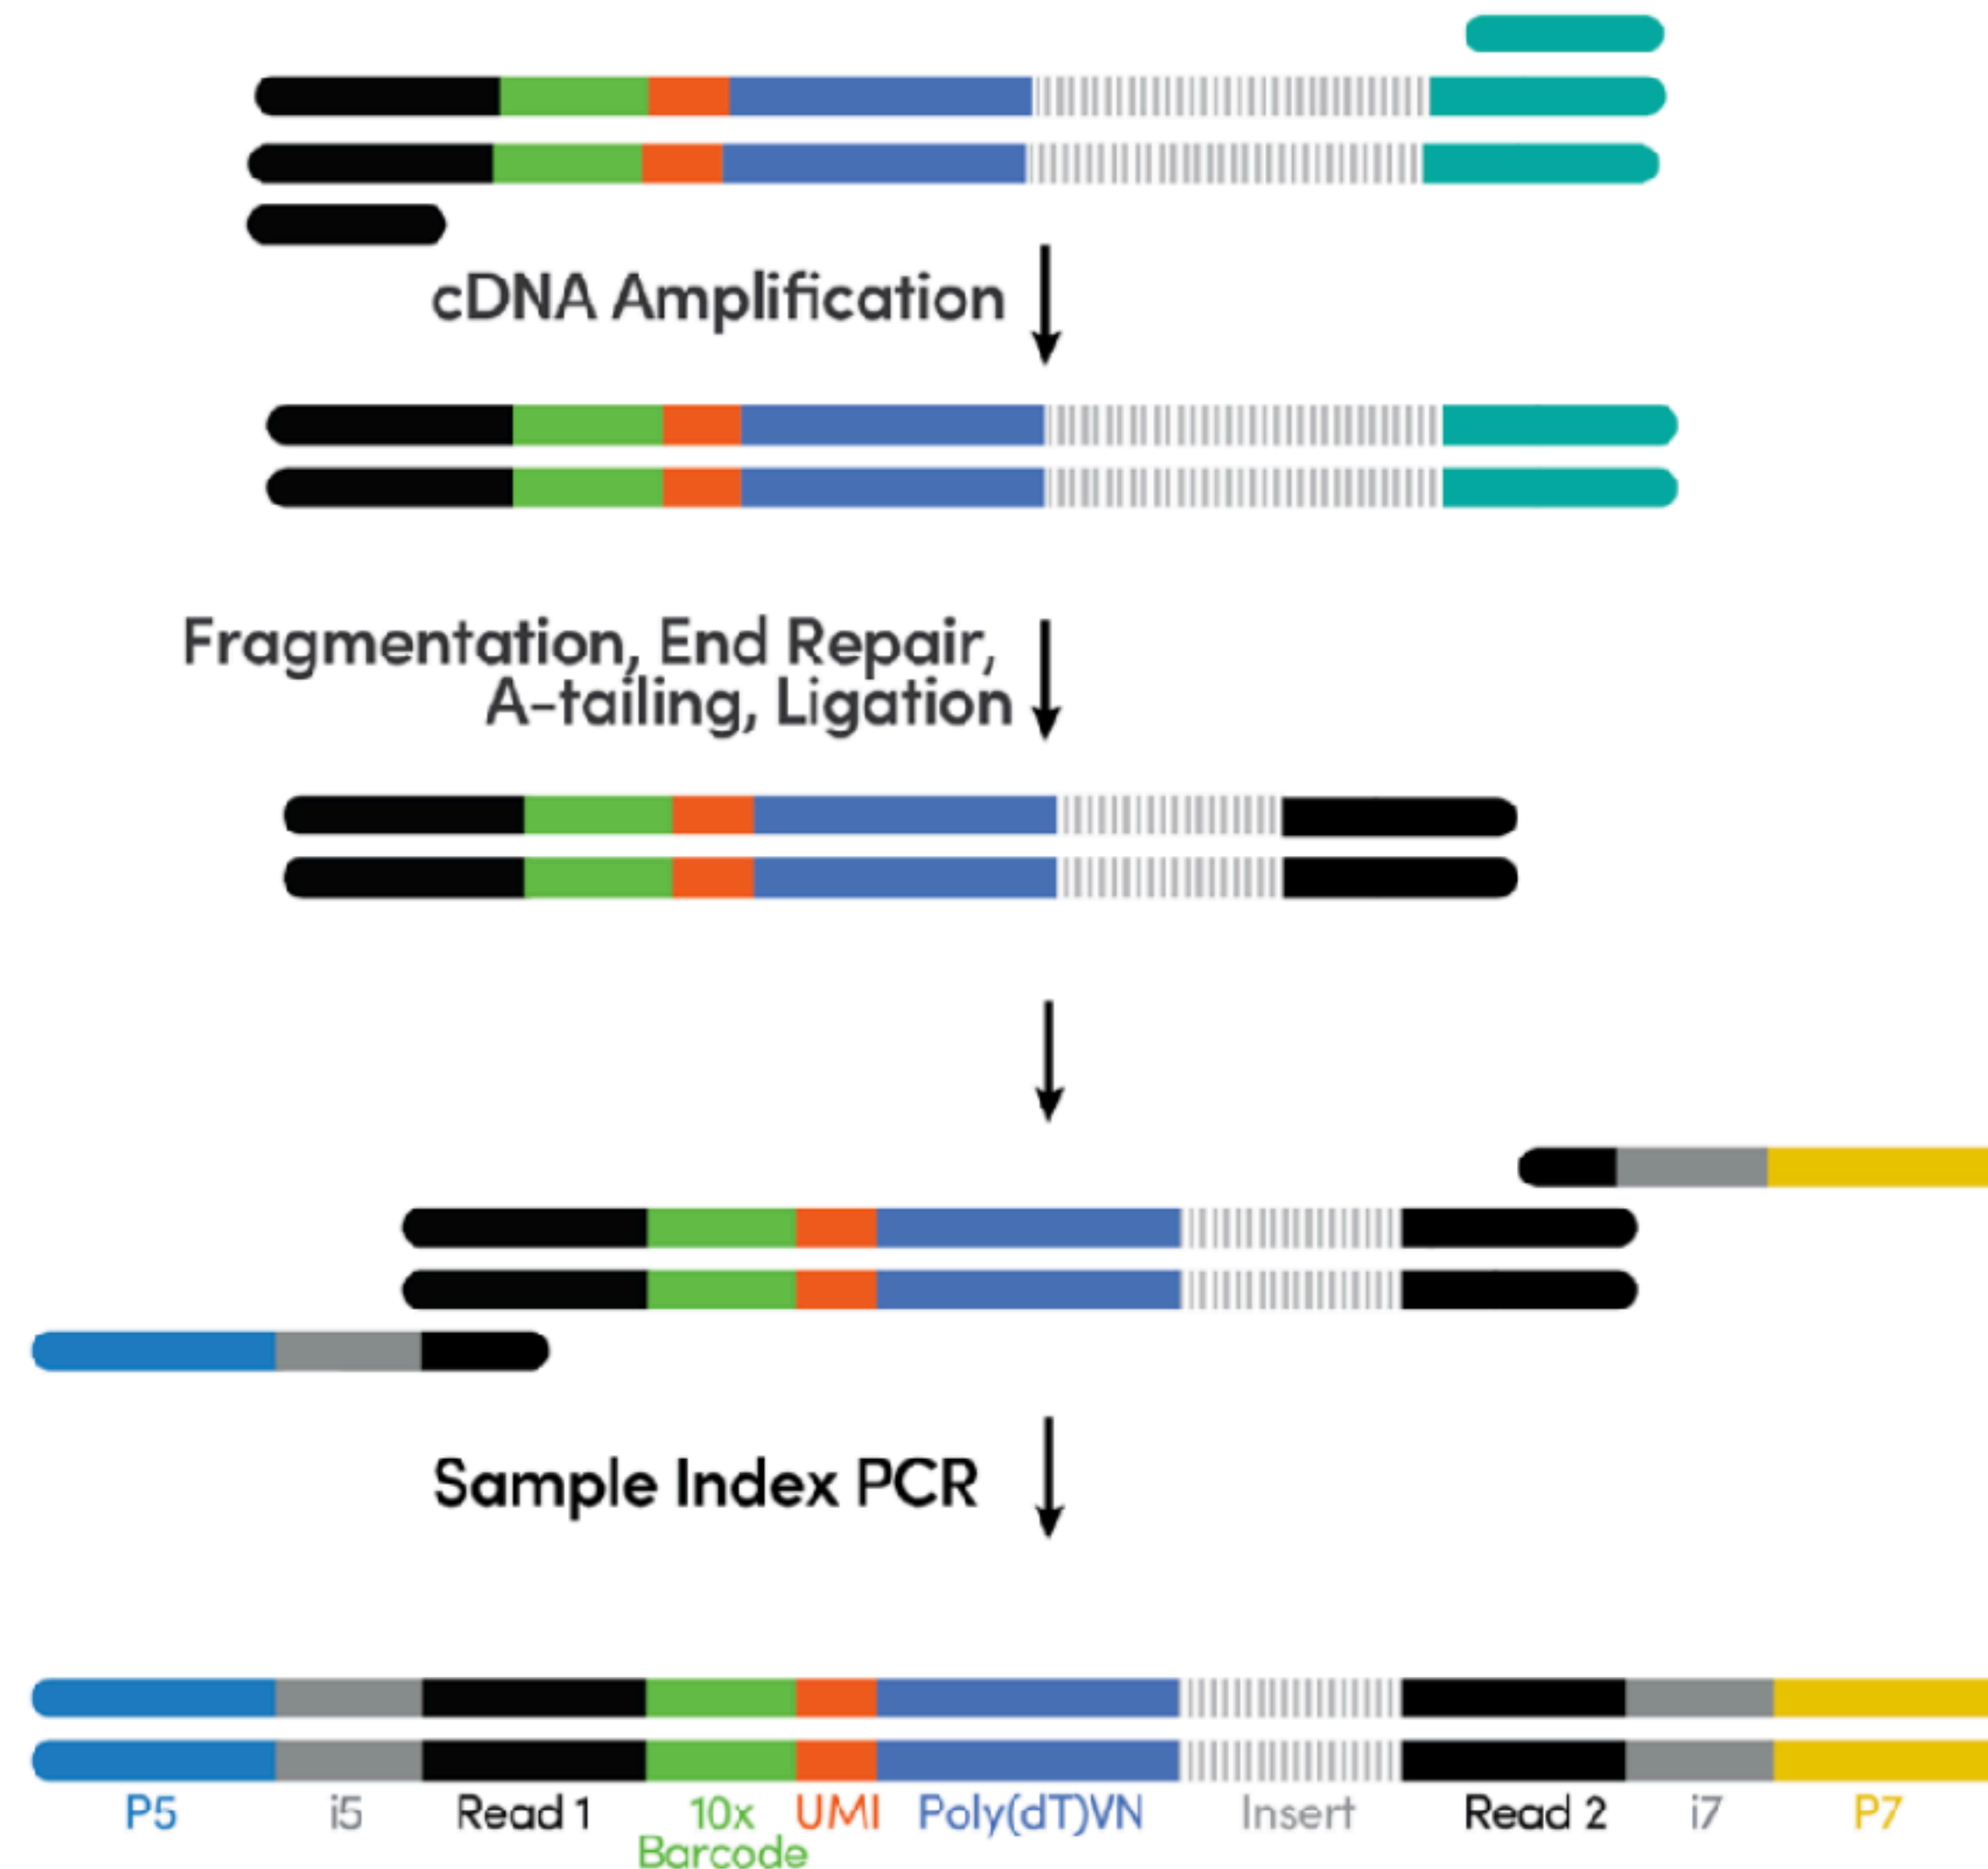 cDNA Amplification
Fragmentation, End Repair,
A-tailing, Ligation
Sample Index PCR
P5 i5 Read 1 10x UMI Poly(dT)VN Insert Read 2 i7 P7
Barcode